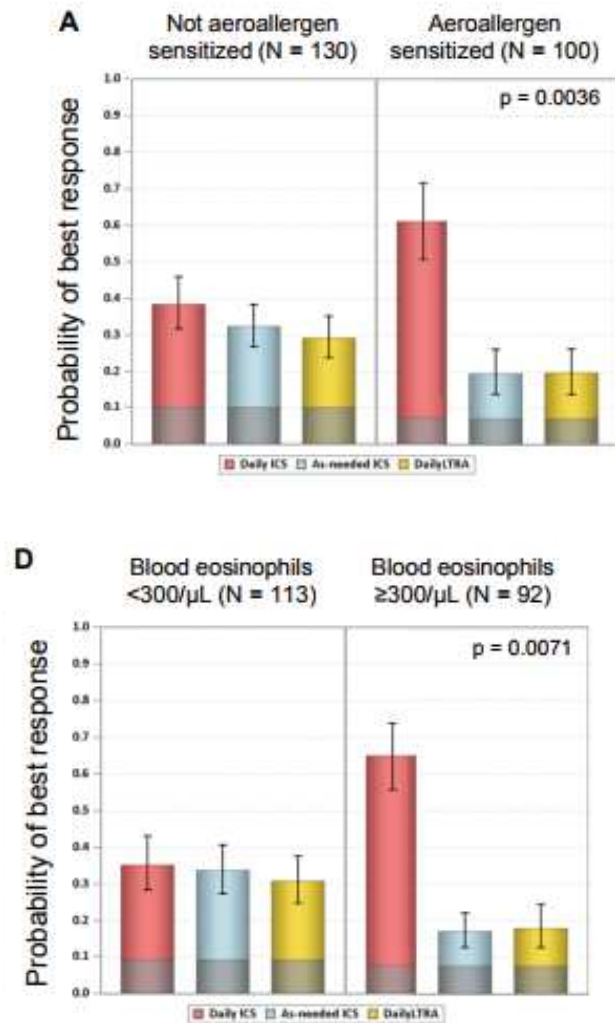 A
Not aeroallergen
sensitized (N = 130)
Aeroallergen
sensitized (N = 100)
p = 0.0036
Probability of best response
1.0
0.9
0.8
0.7
0.6
0.5
0.4
0.3
0.2
0.1
0.0
Daily ICS As-needed ICS DailyLTRA
D
Blood eosinophils
<300/µL (N = 113)
Blood eosinophils
≥300/µL (N = 92)
p = 0.0071
Probability of best response
1.0
0.9
0.8
0.7
0.6
0.5
0.4
0.3
0.2
0.1
0.0
Daily ICS As-needed ICS DailyLTRA